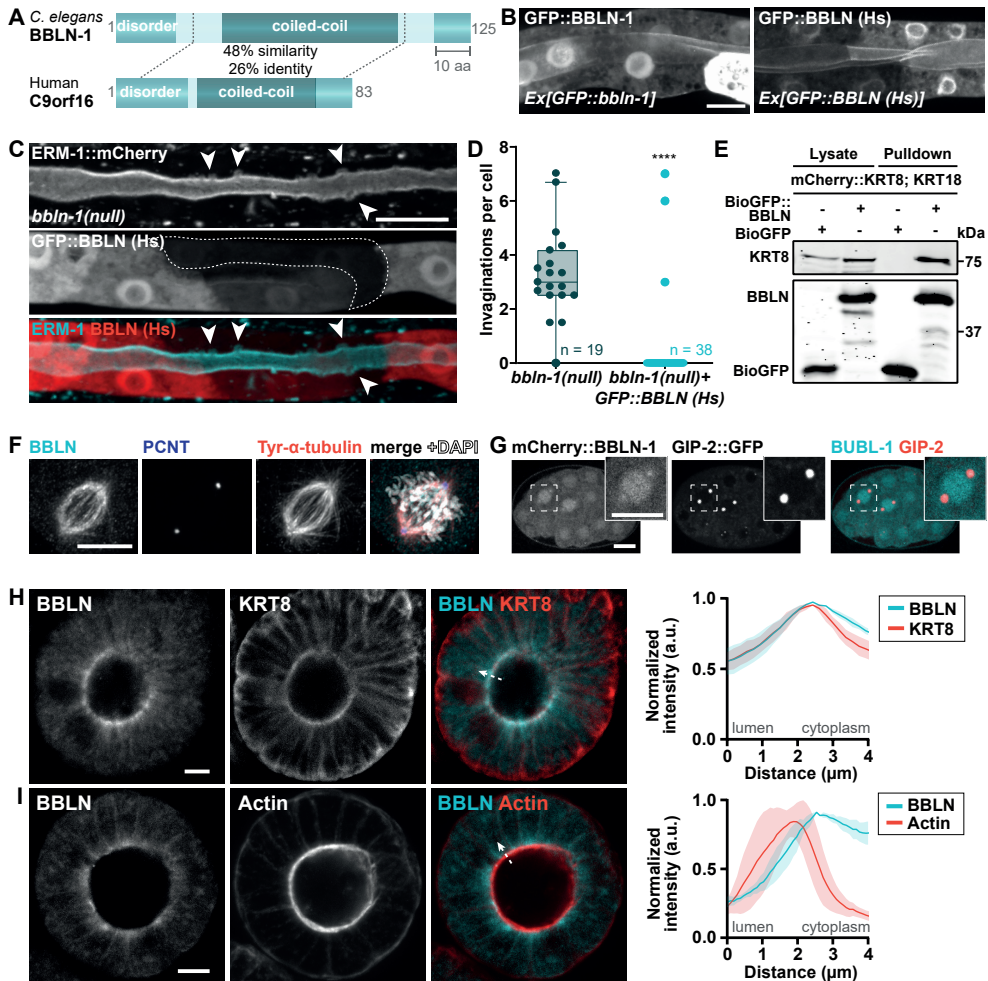 A
C. elegans
BBLN-1
1 disorder coiled-coil 125
48% similarity
26% identity
10 aa
Human
C9orf16
1 disorder coiled-coil 83
B
GFP::BBLN-1
Ex[GFP::bbln-1]
GFP::BBLN (Hs)
Ex[GFP::BBLN (Hs)]
C
ERM-1::mCherry
bbln-1(null)
GFP::BBLN (Hs)
ERM-1 BBLN (Hs)
D
Invaginations per cell
8
6
4
2
0
****
n = 19
n = 38
bbln-1(null)
bbln-1(null)+
GFP::BBLN (Hs)
E
Lysate Pulldown
mCherry::KRT8; KRT18
BioGFP::
BBLN - + - +
BioGFP + - + -
kDa
KRT8
75
BBLN
37
BioGFP
F
BBLN PCNT Tyr-α-tubulin merge +DAPI
G
mCherry::BBLN-1 GIP-2::GFP BUBL-1 GIP-2
H
BBLN KRT8 BBLN KRT8
Normalized
intensity (a.u.)
1.0
0.5
0.0
BBLN
KRT8
lumen cytoplasm
0 1 2 3 4
Distance (µm)
I
BBLN Actin BBLN Actin
Normalized
intensity (a.u.)
1.0
0.5
0.0
BBLN
Actin
lumen cytoplasm
0 1 2 3 4
Distance (µm)